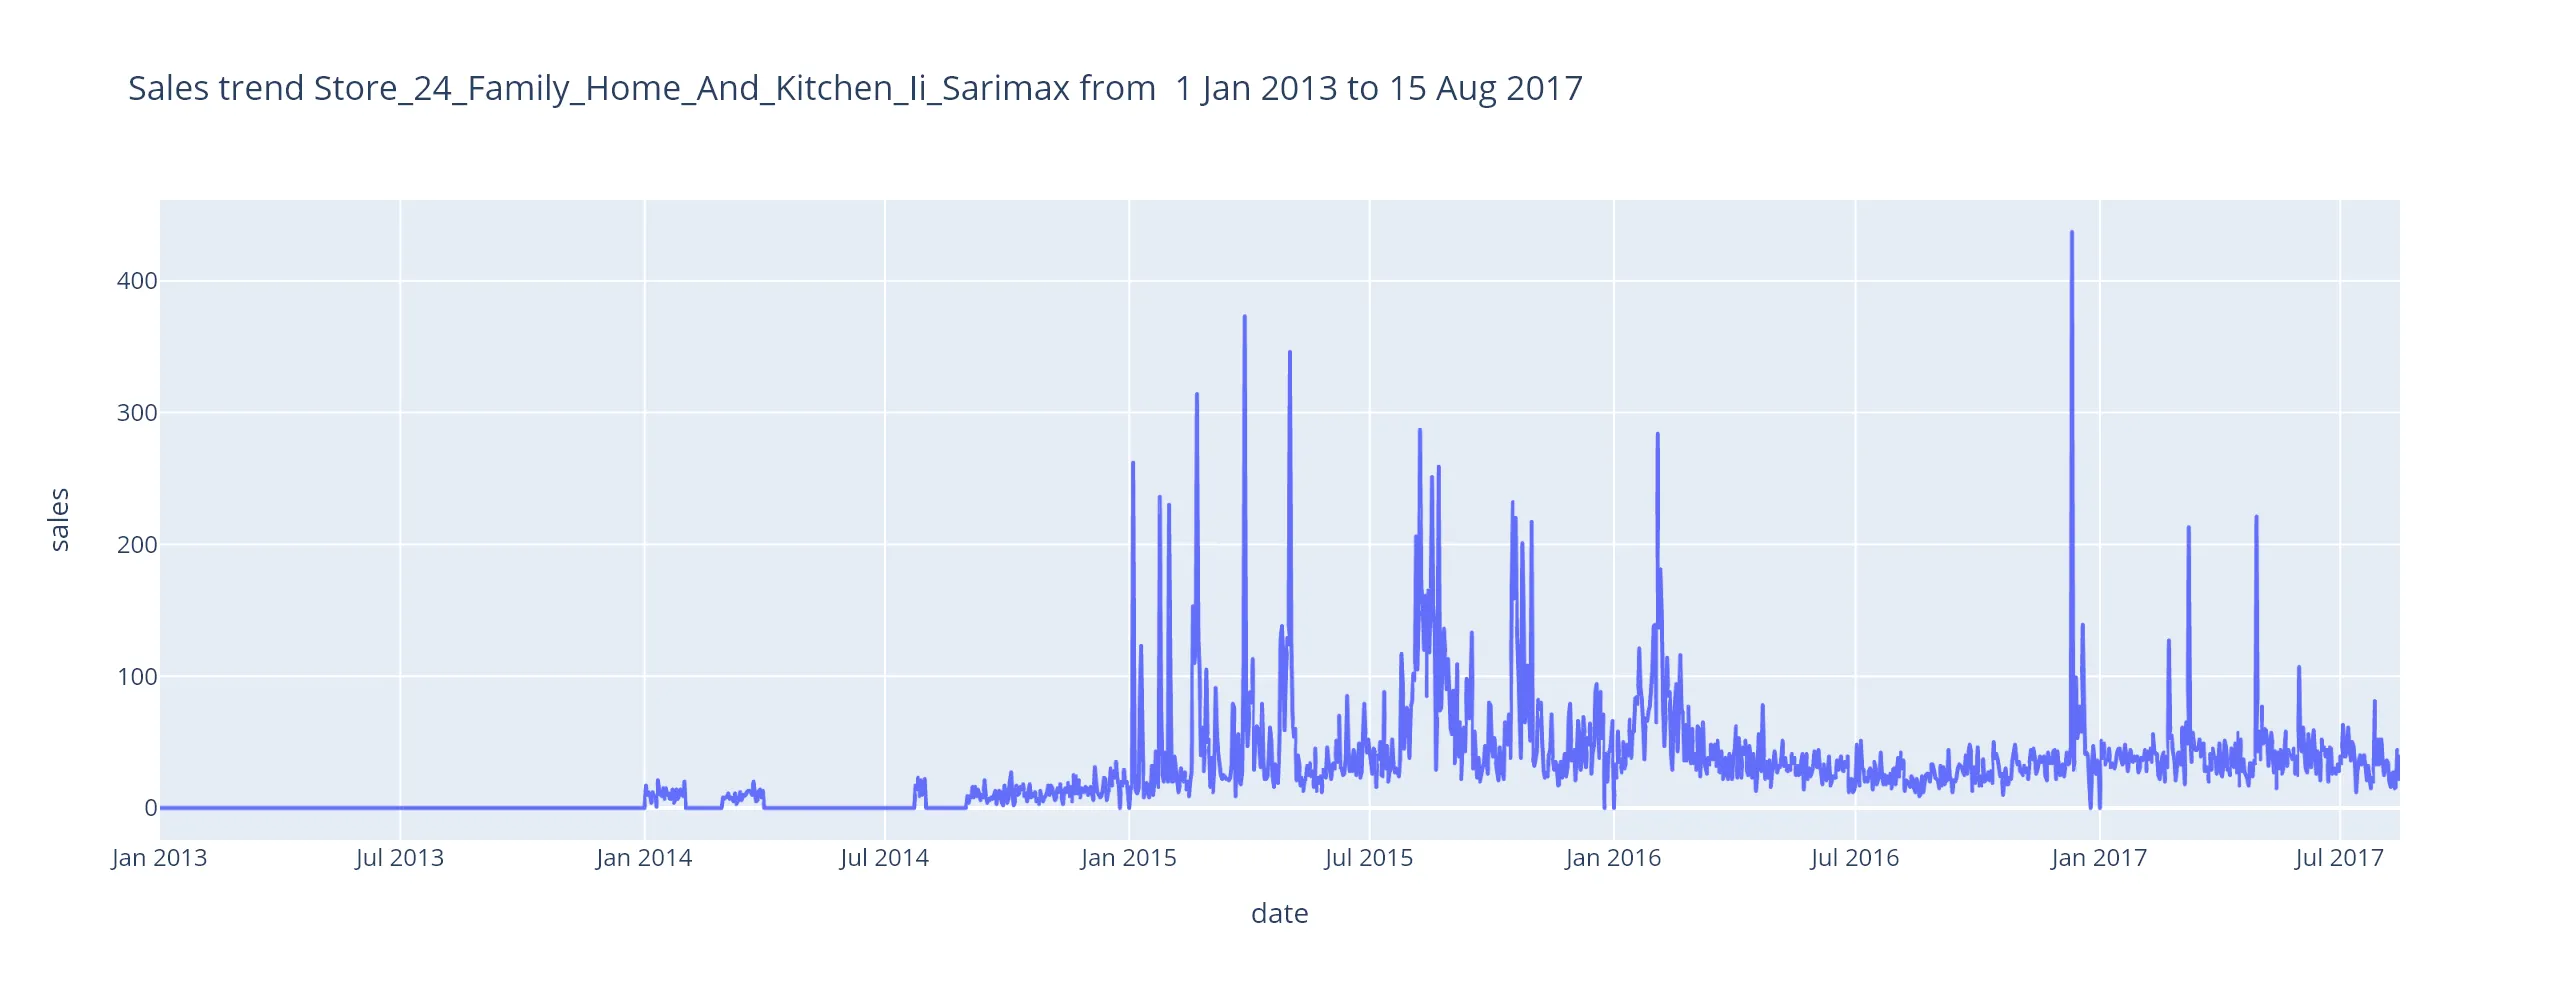 Sales trend Store_24_Family_Home_And_Kitchen_Ii_Sarimax from  1 Jan 2013 to 15 Aug 2017
400
300
200
100
0
sales
Jan 2013 Jul 2013 Jan 2014 Jul 2014 Jan 2015 Jul 2015 Jan 2016 Jul 2016 Jan 2017 Jul 2017
date